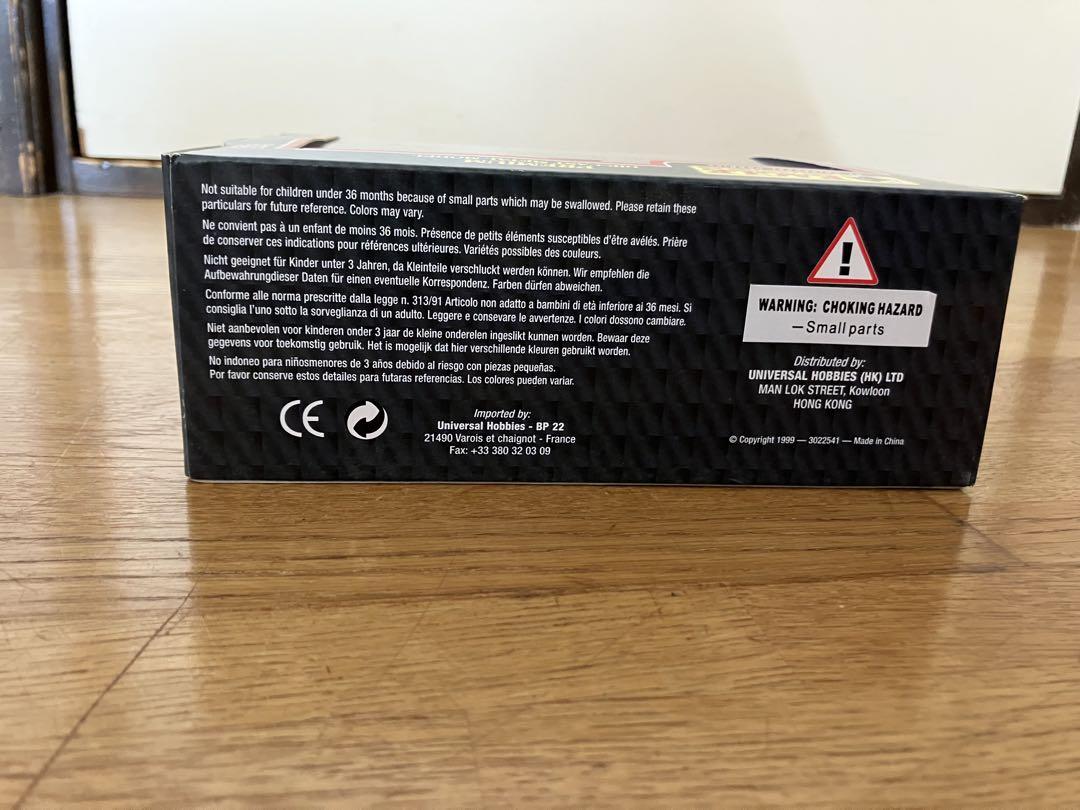 Not suitable for children under 36 months because of small parts which may be swallowed. Please retain these
particulars for future reference. Colors may vary.
Ne convient pas à un enfant de moins 36 mois. Présence de petits éléments susceptibles d'être avélés. Prière
de conserver ces indications pour références ultérieures. Variétés possibles des couleurs.
Nicht geeignet für Kinder unter 3 Jahren, da Kleinteile verschluckt werden können. Wir empfehlen die
Aufbewahrungdieser Daten für einen eventuelle Korrespondenz. Farben dürfen abweichen.
Conforme alle norma prescritte dalla legge n. 313/91 Articolo non adatto a bambini di età inferiore ai 36 mesi. Si
consiglia l'uno sotto la sorveglianza di un adulto. Leggere e consevare le avvertenze. I colori dossono cambiare.
Niet aanbevolen voor kinderen onder 3 jaar de kleine onderelen ingeslikt kunnen worden. Bewaar deze
gegevens voor toekomstig gebruik. Het is mogelijk dat hier verschillende kleuren gebruikt worden.
No indoneo para niñosmenores de 3 años debido al riesgo con piezas pequeñas.
Por favor conserve estos detailes para futaras referencias. Los colores pueden variar.
CE
Imported by:
Universal Hobbies - BP 22
21490 Varois et chaignot - France
Fax: +33 380 32 03 09
!
WARNING: CHOKING HAZARD
—Small parts
Distributed by:
UNIVERSAL HOBBIES (HK) LTD
MAN LOK STREET, Kowloon
HONG KONG
© Copyright 1999 — 3022541 — Made in China